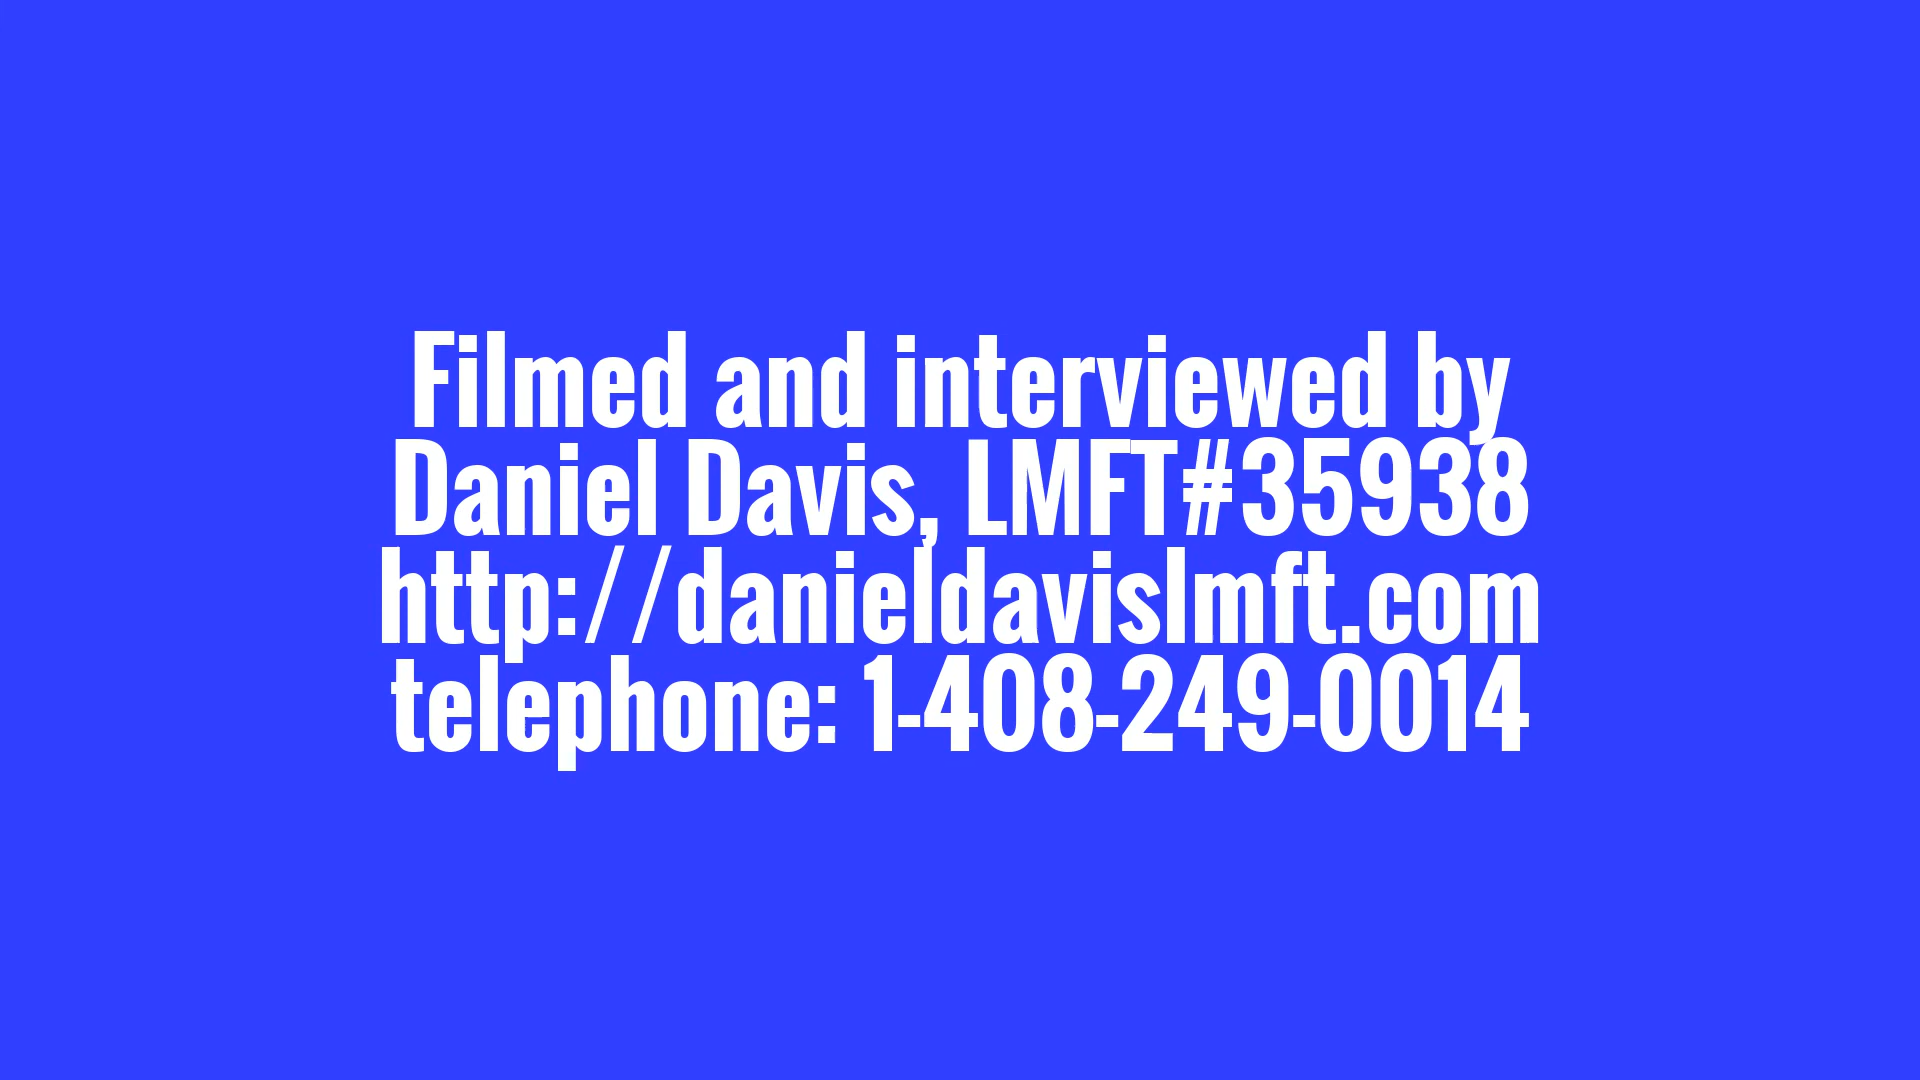 Filmed and interviewed by
Daniel Davis, LMFT#35938
http://danieldavislmft.com
telephone: 1-408-249-0014